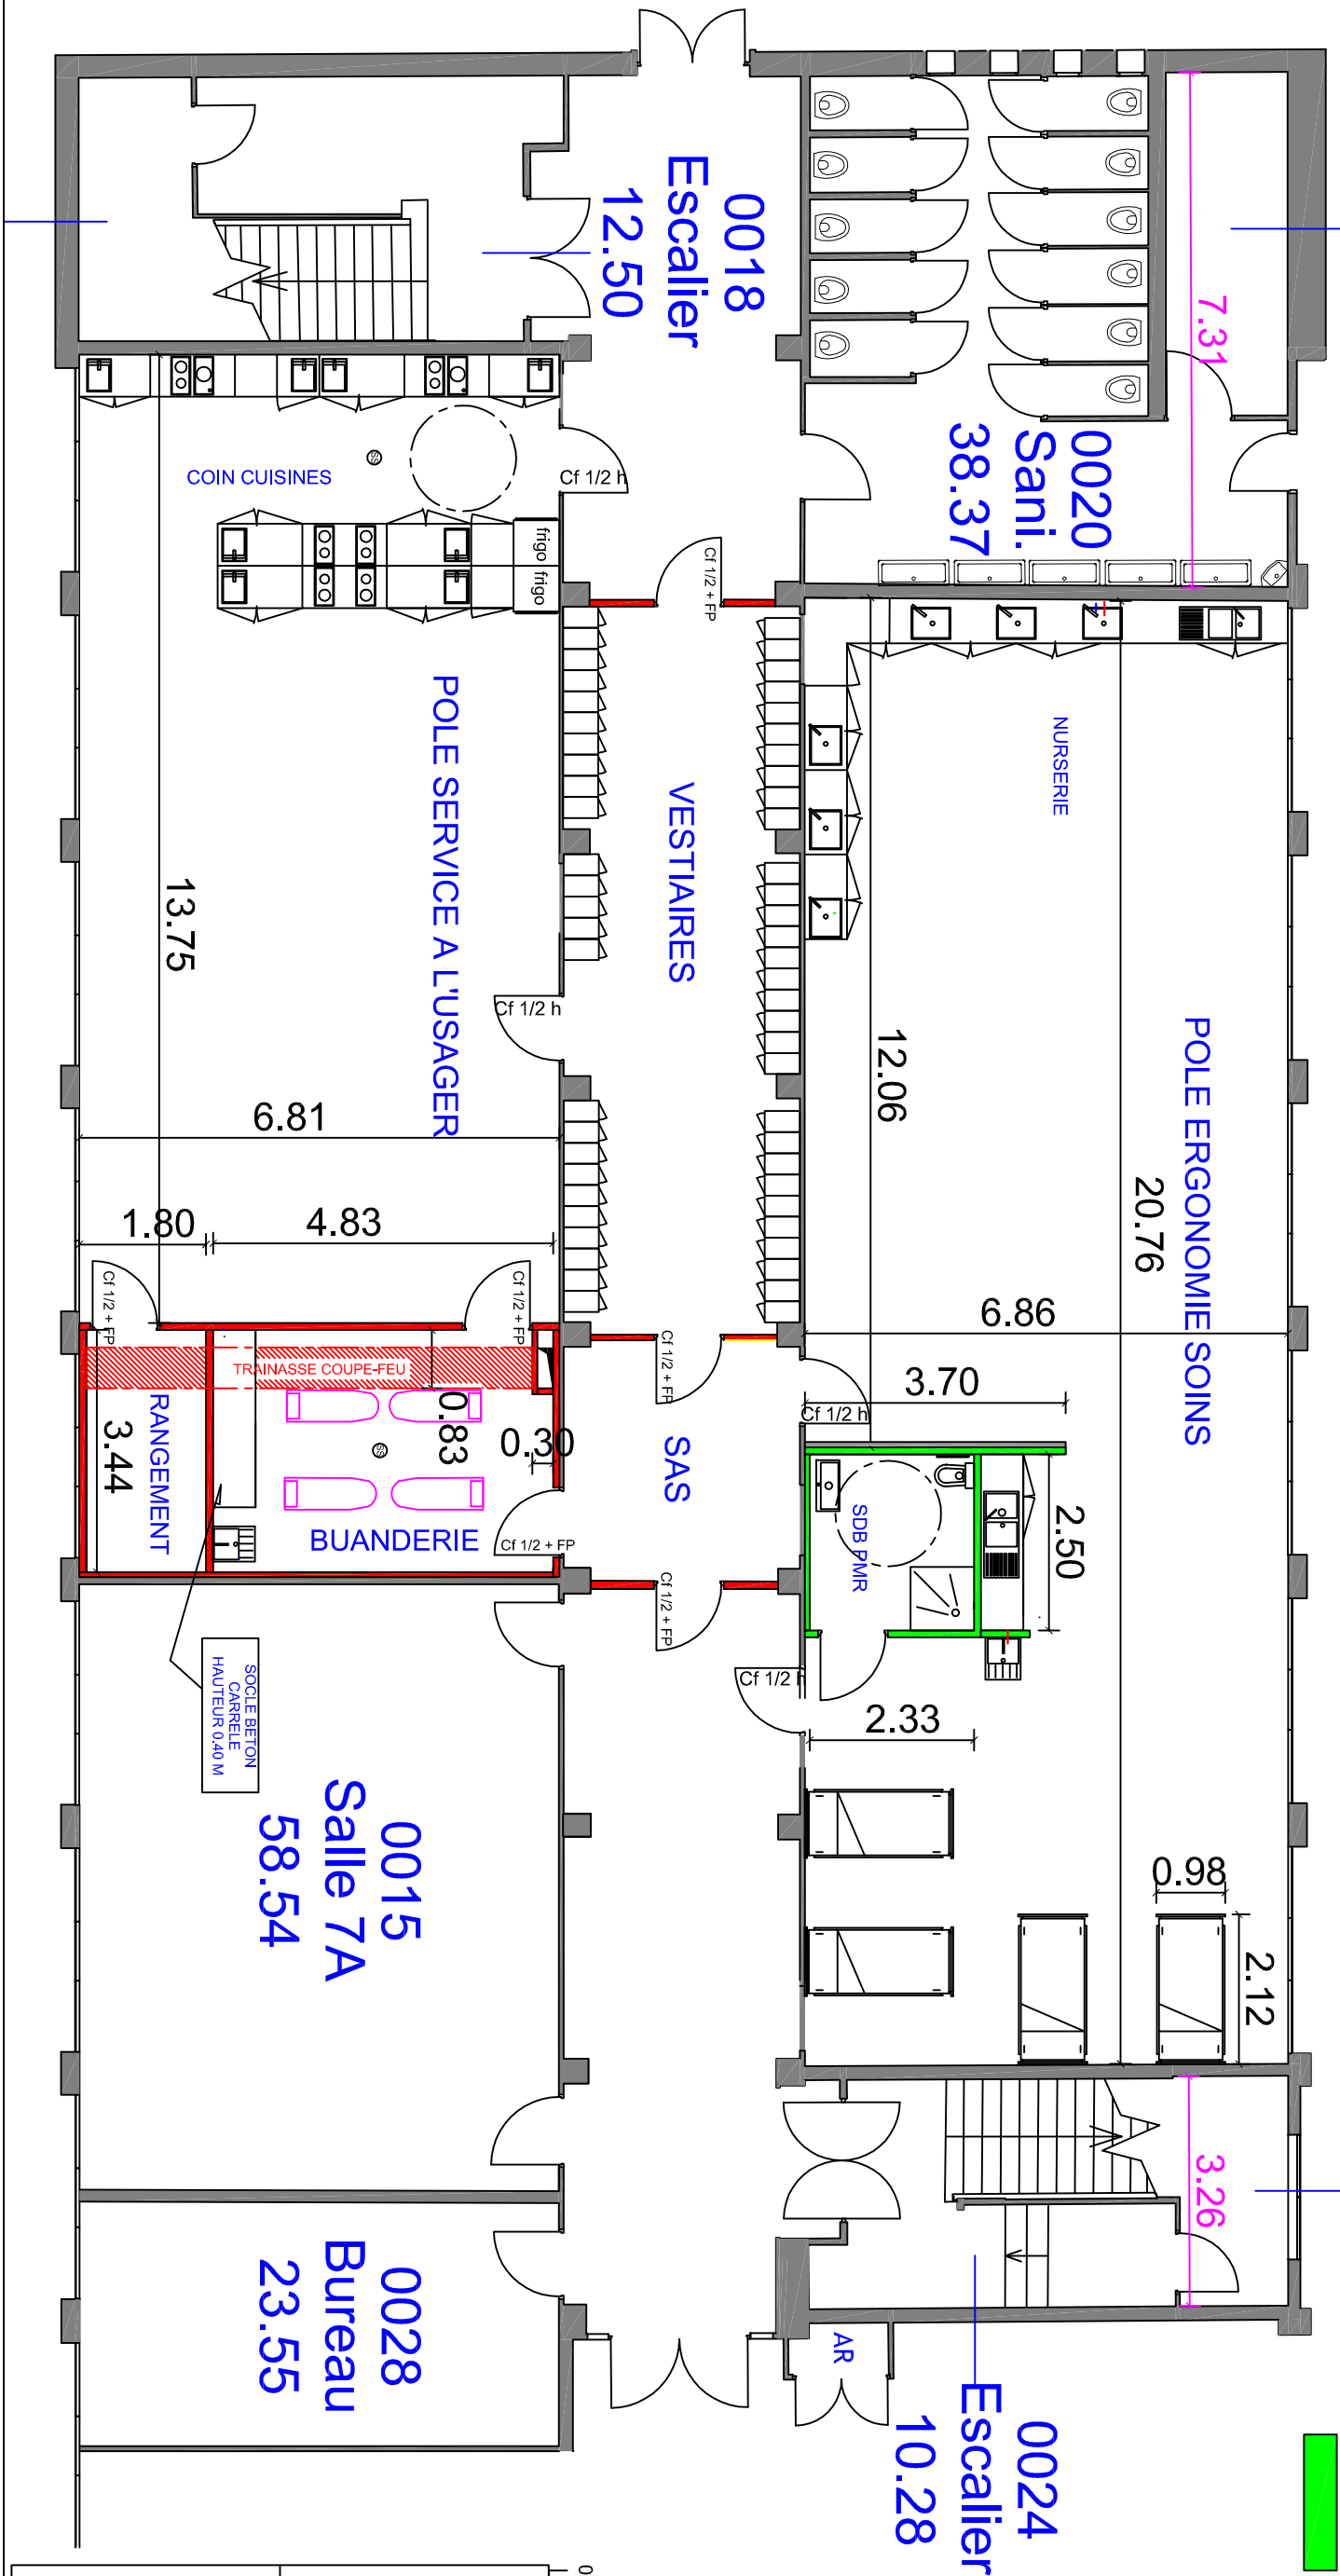 0018
Escalier
12.50
0020
Sani.
38.37
7.31
COIN CUISINES
Cf 1/2 h
frigo
frigo
Cf 1/2 + FP
POLE SERVICE A L'USAGER
VESTIAIRES
NURSERIE
POLE ERGONOMIE SOINS
13.75
Cf 1/2 h
12.06
20.76
6.81
1.80
4.83
6.86
3.70
Cf 1/2 + FP
Cf 1/2 + FP
Cf 1/2 + FP
Cf 1/2 h
TRAINASSE COUPE-FEU
RANGEMENT
3.44
0.83
0.30
SAS
BUANDERIE
Cf 1/2 + FP
SDB PMR
2.50
Cf 1/2 + FP
Cf 1/2 h
SS
SS
SOCLE BETON
CARRELE
HAUTEUR 0.40 M
2.33
0015
Salle 7A
58.54
0.98
2.12
3.26
0028
Bureau
23.55
AR
0024
Escalier
10.28
0